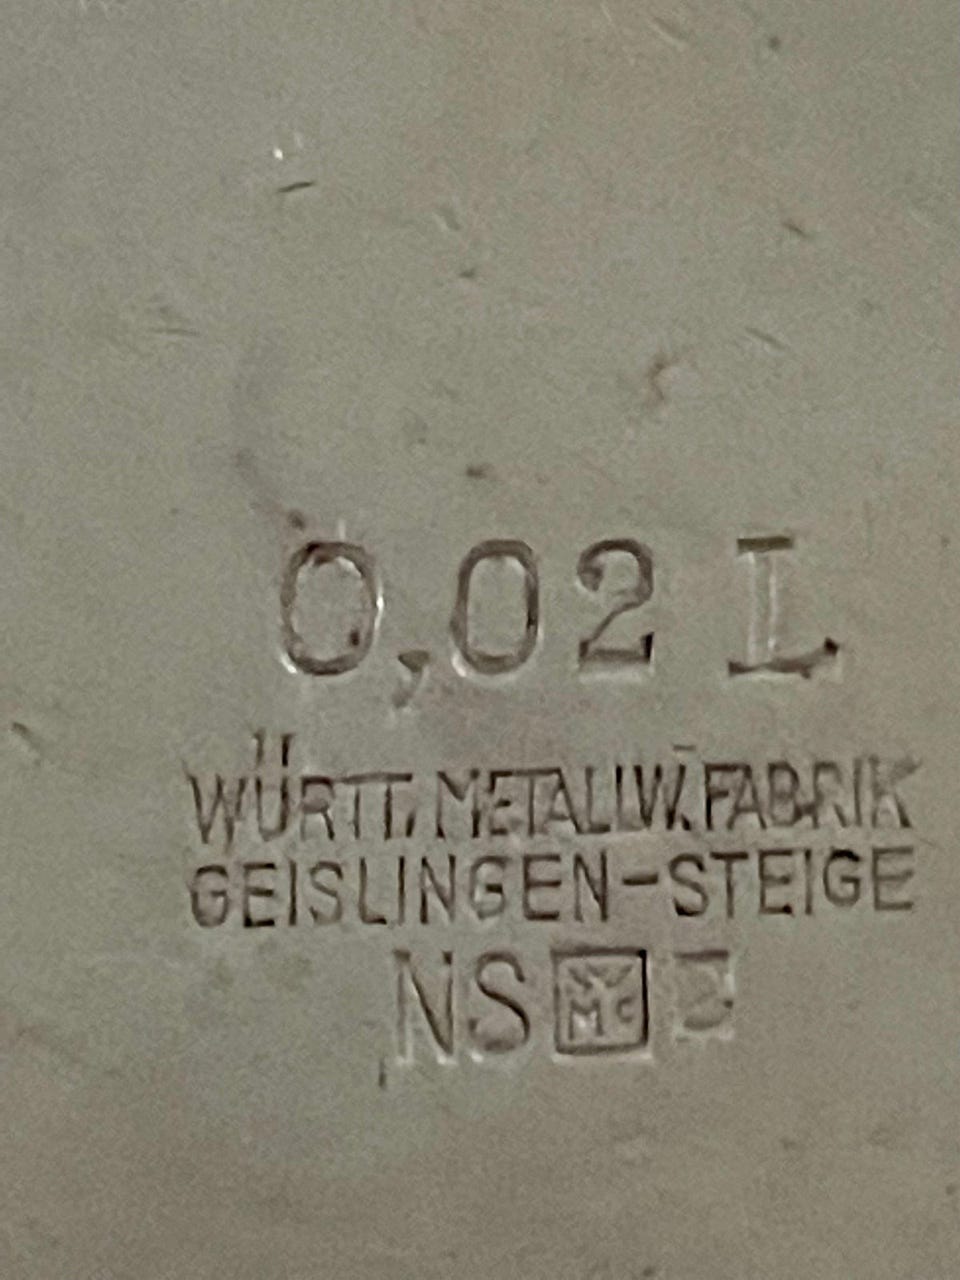 0,02 L
WÜRTT. METALLW. FABRIK
GEISLINGEN-STEIGE
NS